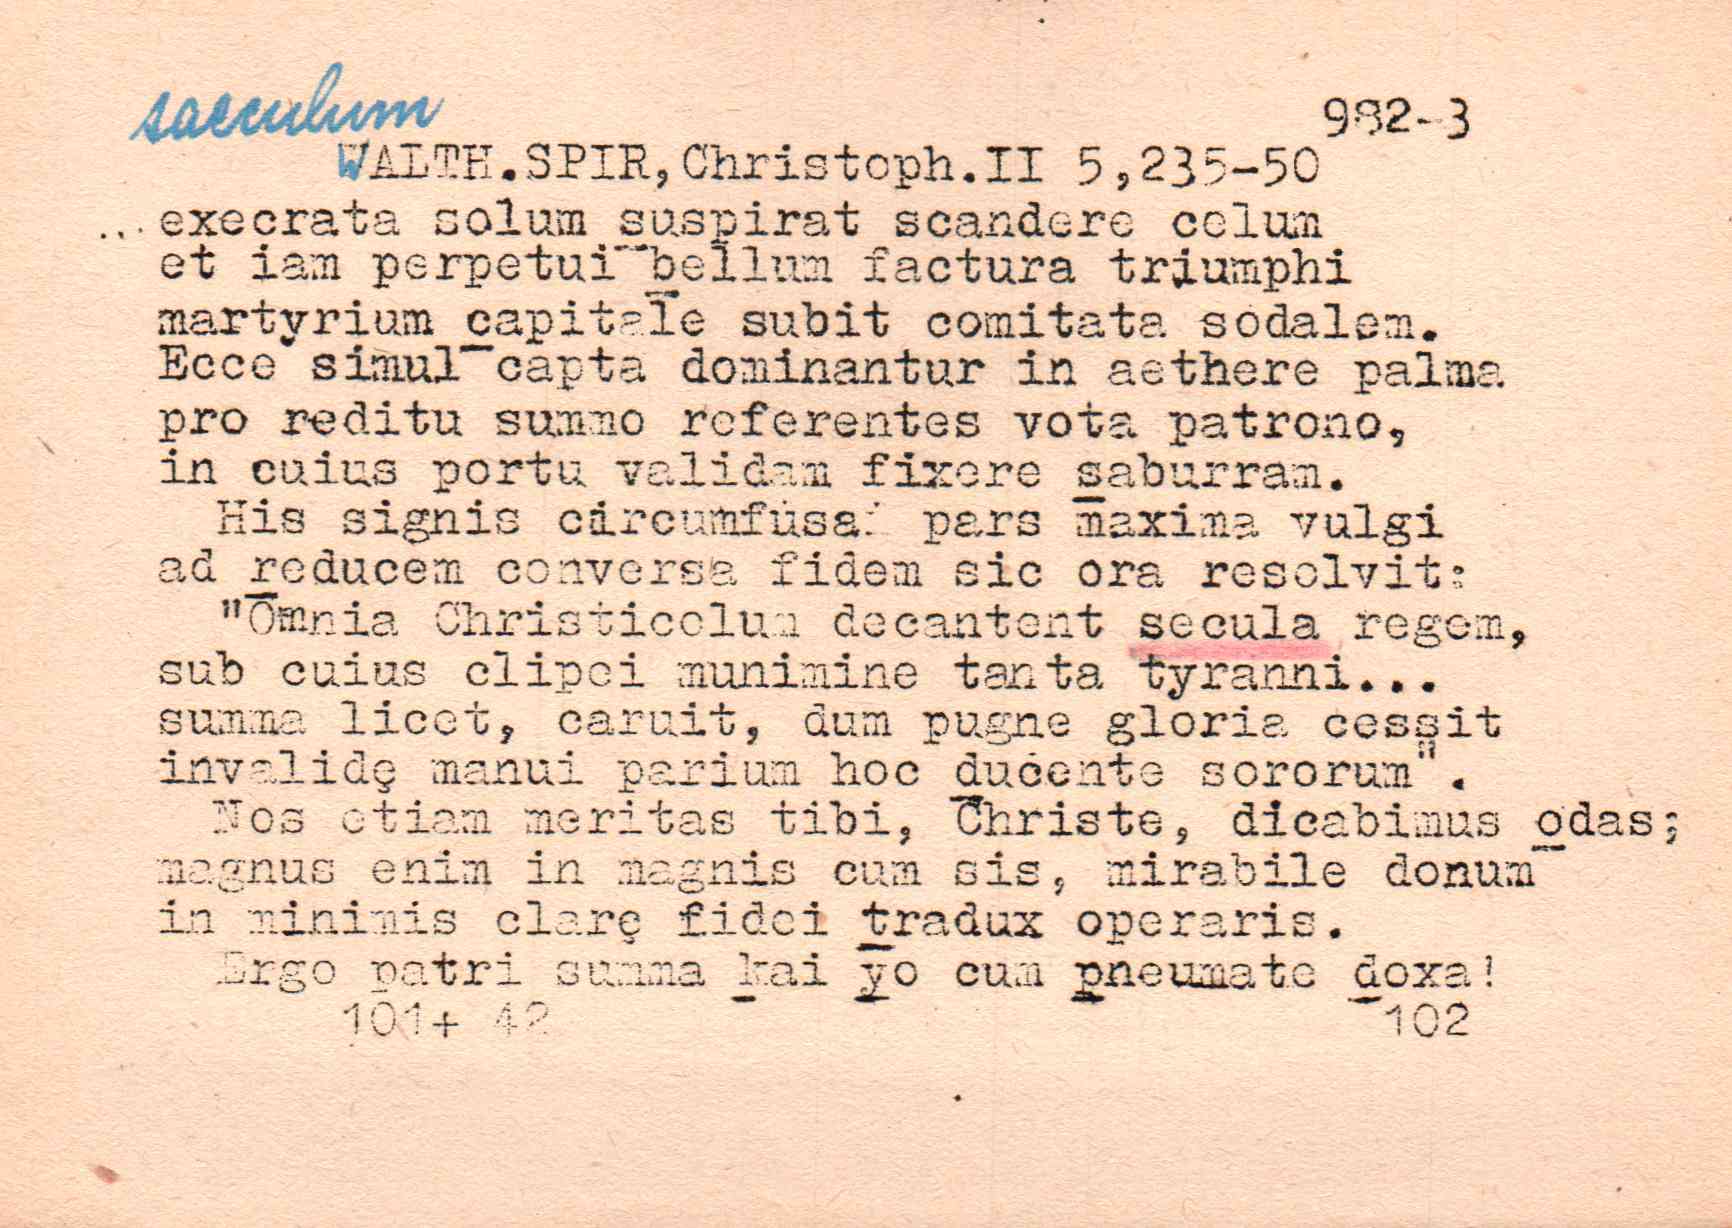 saeculum
982-3
WALTH.SPIR,Christoph.II 5,235-50
...execrata solum suspirat scandere celum
et iam perpetui bellum factura triumphi
martyrium capitale subit comitata sodalem.
Ecce simul capta dominantur in aethere palma
pro reditu summo referentes vota patrono,
in cuius portu validam fixere saburram.
His signis circumfusa pars maxima vulgi
ad reducem conversa fidem sic ora resolvit:
"Omnia Christicolum decantent secula regem,
sub cuius clipei munimine tanta tyranni...
summa licet, caruit, dum pugne gloria cessit
invalidę manui parium hoc ducente sororum".
Nos etiam meritas tibi, Christe, dicabimus odas;
magnus enim in magnis cum sis, mirabile donum
in minimis clarę fidei tradux operaris.
Ergo patri summa kai yo cum pneumate doxa!
101+ 42 102